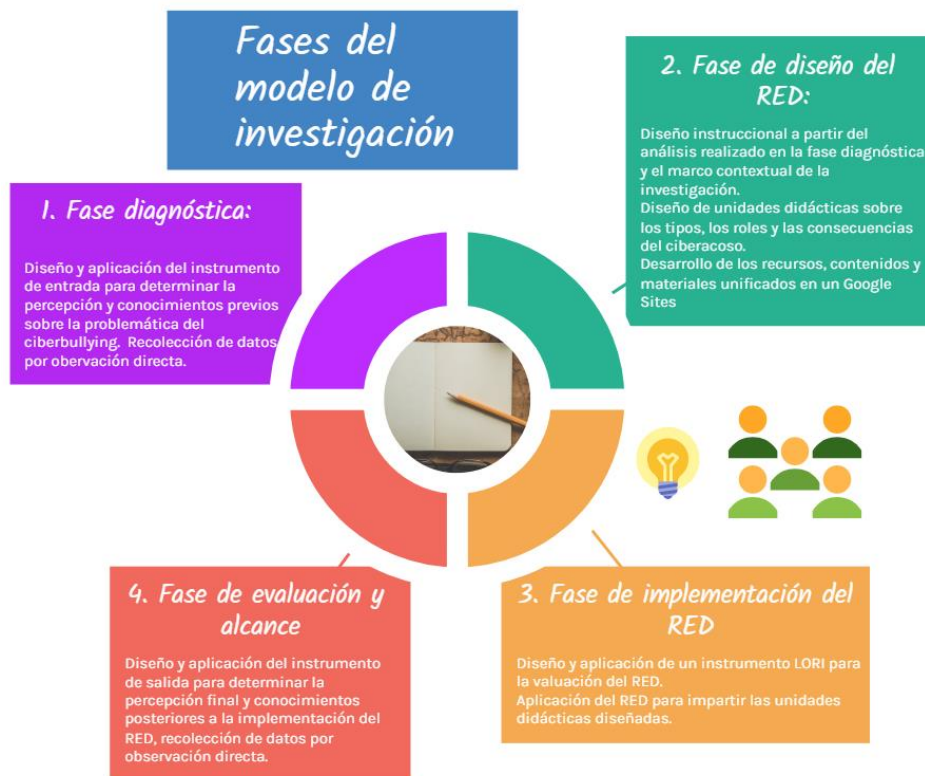 Fases del
modelo de
investigación
1. Fase diagnóstica:
Diseño y aplicación del instrumento
de entrada para determinar la
percepción y conocimientos previos
sobre la problemática del
ciberbullying. Recolección de datos
por obervación directa.
2. Fase de diseño del
RED:
Diseño instruccional a partir del
análisis realizado en la fase diagnóstica
y el marco contextual de la
investigación.
Diseño de unidades didácticas sobre
los tipos, los roles y las consecuencias
del ciberacoso.
Desarrollo de los recursos, contenidos y
materiales unificados en un Google
Sites
3. Fase de implementación del
RED
Diseño y aplicación de un instrumento LORI para
la valuación del RED.
Aplicación del RED para impartir las unidades
didácticas diseñadas.
4. Fase de evaluación y
alcance
Diseño y aplicación del instrumento
de salida para determinar la
percepción final y conocimientos
posteriores a la implementación del
RED, recolección de datos por
observación directa.